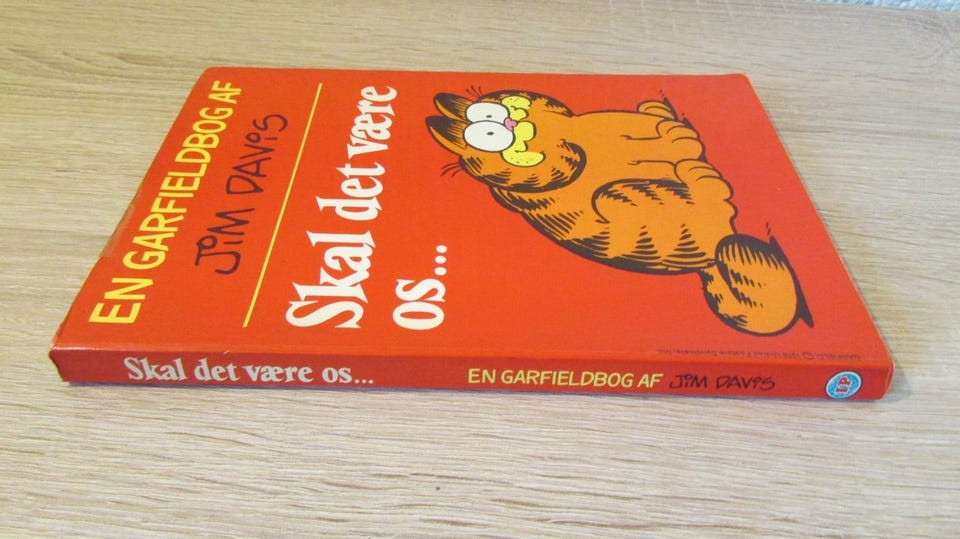 EN GARFIELDBOG AF
JIM DAVIS
Skal det være
os...
Skal det være os...
EN GARFIELDBOG AF JIM DAVIS